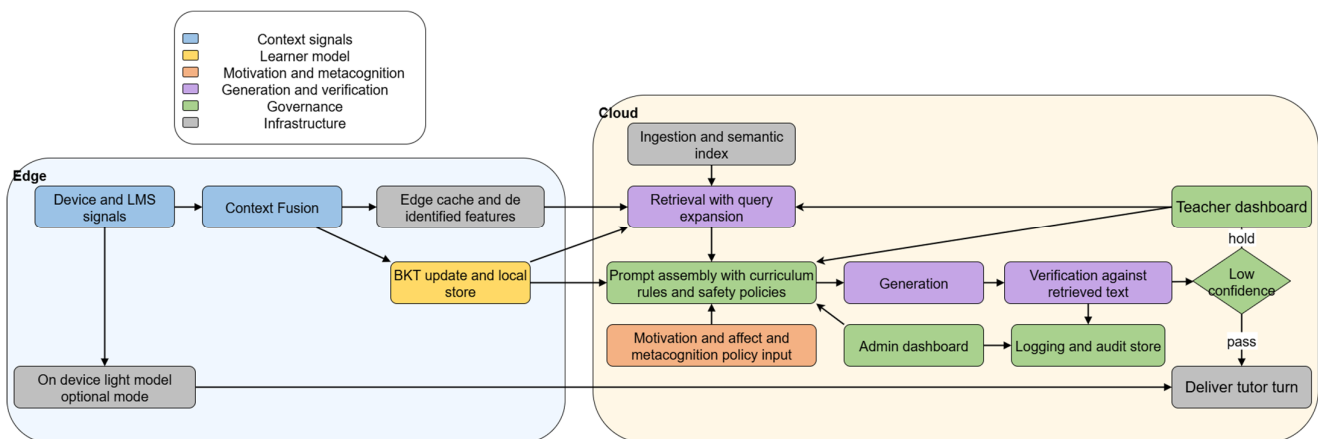 Context signals
Learner model
Motivation and metacognition
Generation and verification
Governance
Infrastructure
Edge
Device and LMS
signals
Context Fusion
Edge cache and de
identified features
BKT update and local
store
On device light model
optional mode
Cloud
Ingestion and semantic
index
Retrieval with query
expansion
Teacher dashboard
hold
Prompt assembly with curriculum
rules and safety policies
Generation
Verification against
retrieved text
Low
confidence
Motivation and affect and
metacognition policy input
Admin dashboard
Logging and audit store
pass
Deliver tutor turn